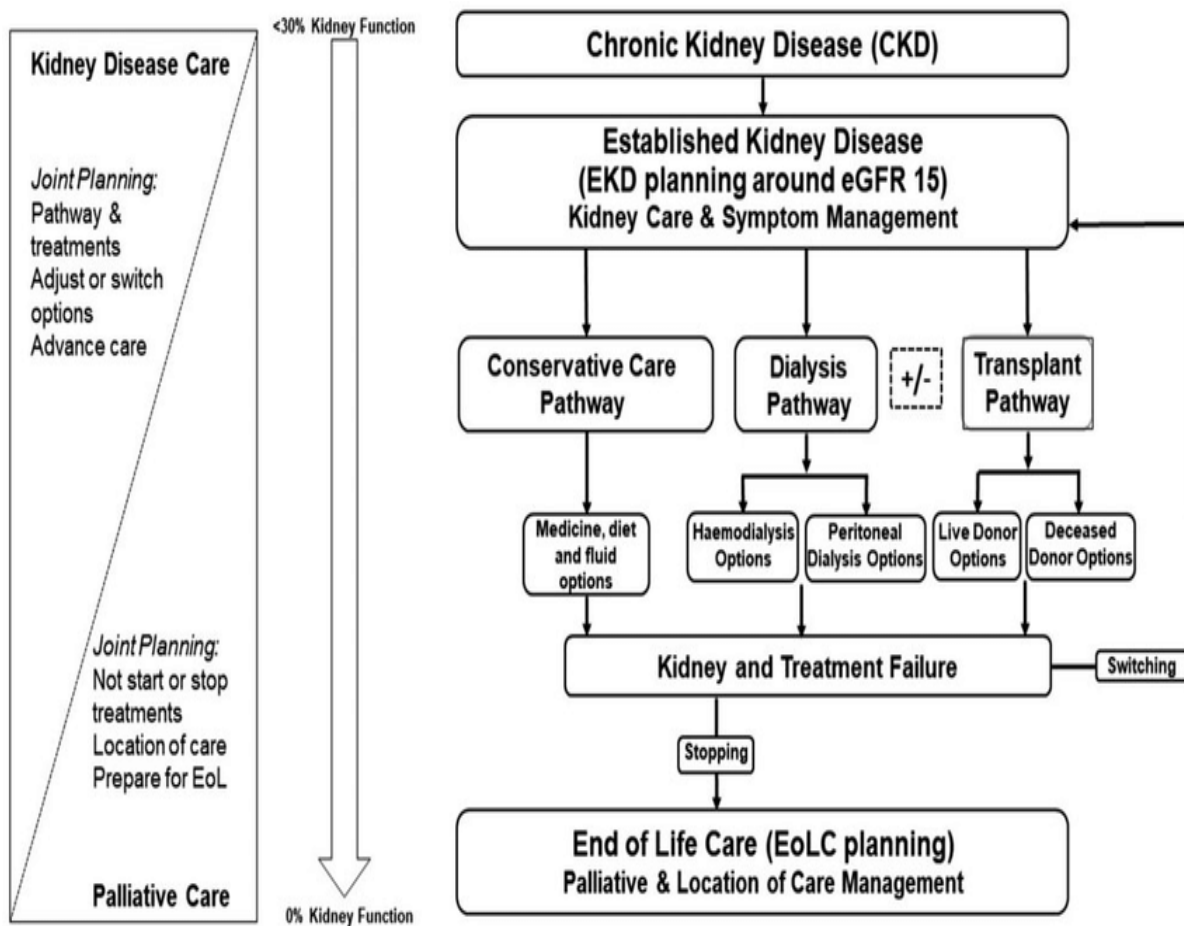 <30% Kidney Function
Kidney Disease Care
Joint Planning:
Pathway &
treatments
Adjust or switch
options
Advance care
Joint Planning:
Not start or stop
treatments
Location of care
Prepare for EoL
Palliative Care
0% Kidney Function
Chronic Kidney Disease (CKD)
Established Kidney Disease
(EKD planning around eGFR 15)
Kidney Care & Symptom Management
Conservative Care
Pathway
Dialysis
Pathway
+/-
Transplant
Pathway
Medicine, diet
and fluid
options
Haemodialysis
Options
Peritoneal
Dialysis Options
Live Donor
Options
Deceased
Donor Options
Kidney and Treatment Failure
Switching
Stopping
End of Life Care (EoLC planning)
Palliative & Location of Care Management